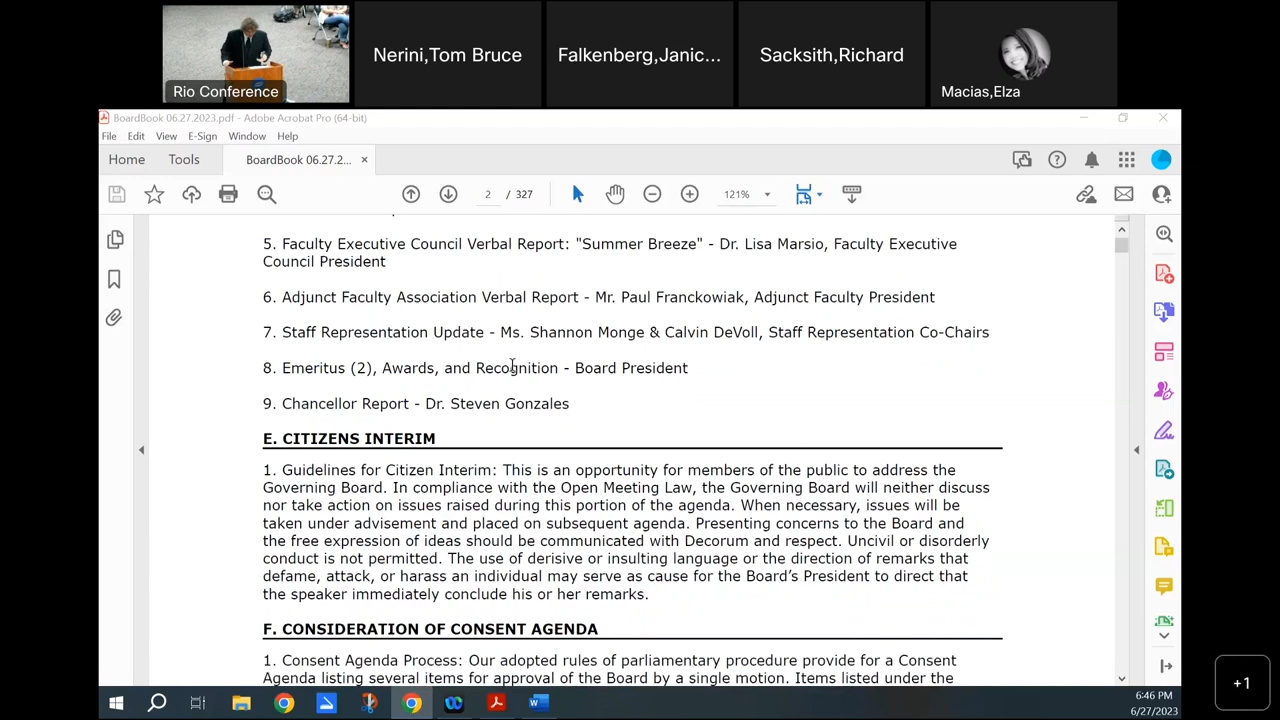 Rio Conference
Nerini,Tom Bruce
Falkenberg,Janic...
Sacksith,Richard
Macias,Elza
BoardBook 06.27.2023.pdf - Adobe Acrobat Pro (64-bit)
File Edit View E-Sign Window Help
Home Tools BoardBook 06.27.2... ×
2 / 327 121%
5. Faculty Executive Council Verbal Report: "Summer Breeze" - Dr. Lisa Marsio, Faculty Executive
Council President
6. Adjunct Faculty Association Verbal Report - Mr. Paul Franckowiak, Adjunct Faculty President
7. Staff Representation Update - Ms. Shannon Monge & Calvin DeVoll, Staff Representation Co-Chairs
8. Emeritus (2), Awards, and Recognition - Board President
9. Chancellor Report - Dr. Steven Gonzales
E. CITIZENS INTERIM
1. Guidelines for Citizen Interim: This is an opportunity for members of the public to address the
Governing Board. In compliance with the Open Meeting Law, the Governing Board will neither discuss
nor take action on issues raised during this portion of the agenda. When necessary, issues will be
taken under advisement and placed on subsequent agenda. Presenting concerns to the Board and
the free expression of ideas should be communicated with Decorum and respect. Uncivil or disorderly
conduct is not permitted. The use of derisive or insulting language or the direction of remarks that
defame, attack, or harass an individual may serve as cause for the Board's President to direct that
the speaker immediately conclude his or her remarks.
F. CONSIDERATION OF CONSENT AGENDA
1. Consent Agenda Process: Our adopted rules of parliamentary procedure provide for a Consent
Agenda listing several items for approval of the Board by a single motion. Items listed under the
+1
6:46 PM
6/27/2023